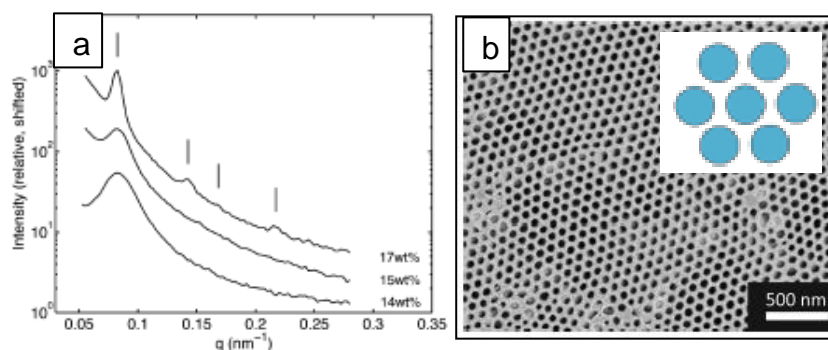 a
Intensity (relative, shifted)
10³
10²
10¹
10⁰
17wt%
15wt%
14wt%
0.05 0.1 0.15 0.2 0.25 0.3 0.35
q (nm⁻¹)
b
500 nm